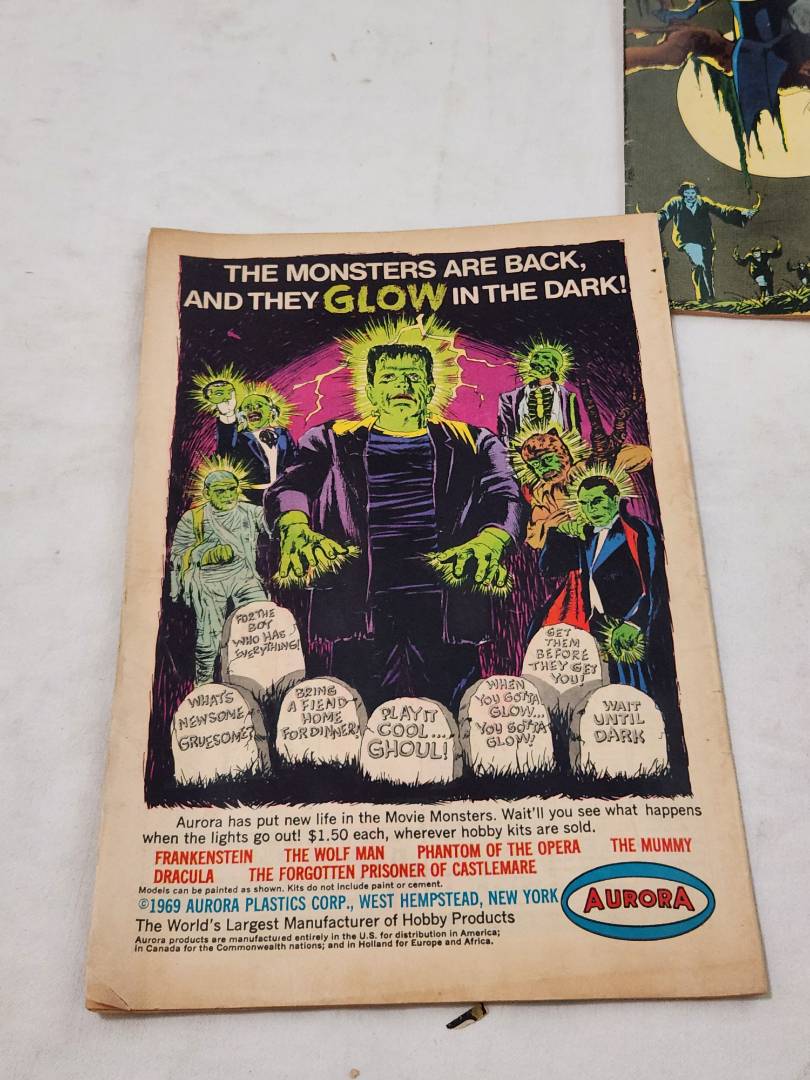 THE MONSTERS ARE BACK,
AND THEY GLOW IN THE DARK!
FOR THE
BOY
WHO HAS
EVERYTHING!
GET
THEM
BEFORE
THEY GET
YOU!
WHAT'S
NEWSOME,
GRUESOME?
BRING
A FIEND
HOME
FOR DINNER!
PLAY IT
COOL...
GHOUL!
WHEN
YOU GOTTA
GLOW...
YOU GOTTA
GLOW!
WAIT
UNTIL
DARK
Aurora has put new life in the Movie Monsters. Wait'll you see what happens
when the lights go out! $1.50 each, wherever hobby kits are sold.
FRANKENSTEIN THE WOLF MAN PHANTOM OF THE OPERA THE MUMMY
DRACULA THE FORGOTTEN PRISONER OF CASTLEMARE
Models can be painted as shown. Kits do not include paint or cement.
©1969 AURORA PLASTICS CORP., WEST HEMPSTEAD, NEW YORK
The World's Largest Manufacturer of Hobby Products
Aurora products are manufactured entirely in the U.S. for distribution in America;
in Canada for the Commonwealth nations; and in Holland for Europe and Africa.
AURORA